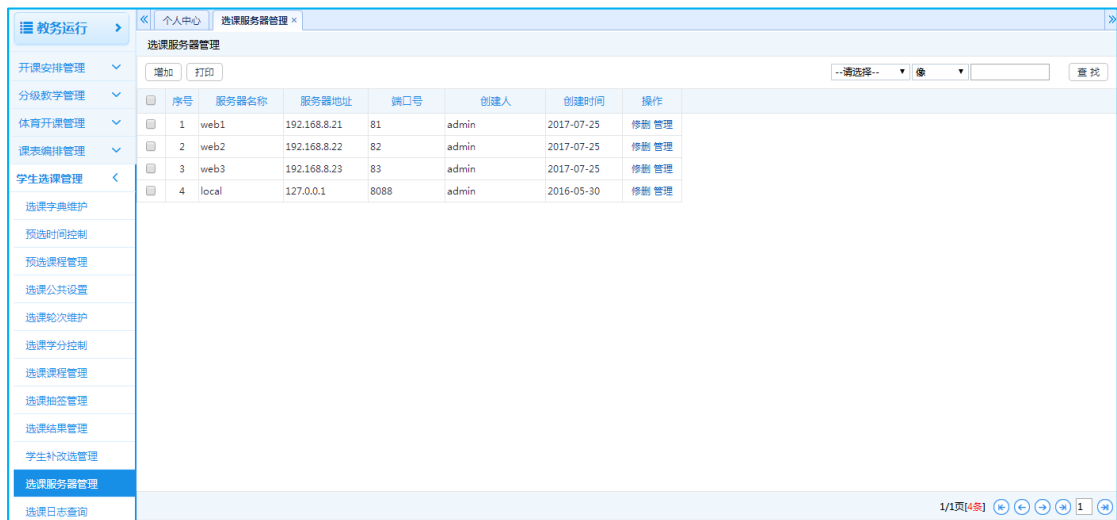 教务运行
开课安排管理
分级教学管理
体育开课管理
课表编排管理
学生选课管理
选课字典维护
预选时间控制
预选课程管理
选课公共设置
选课轮次维护
选课学分控制
选课课程管理
选课抽签管理
选课结果管理
学生补改选管理
选课服务器管理
选课日志查询
个人中心 选课服务器管理 ×
选课服务器管理
增加 打印 --请选择-- 像 查 找
序号 服务器名称 服务器地址 端口号 创建人 创建时间 操作
1 web1 192.168.8.21 81 admin 2017-07-25 修删 管理
2 web2 192.168.8.22 82 admin 2017-07-25 修删 管理
3 web3 192.168.8.23 83 admin 2017-07-25 修删 管理
4 local 127.0.0.1 8088 admin 2016-05-30 修删 管理
1/1页[4条] 1